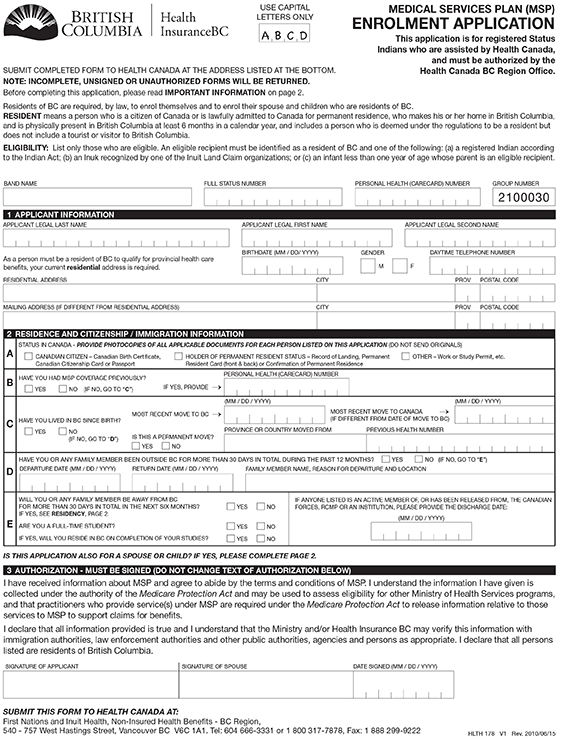 BRITISH COLUMBIA
Health InsuranceBC
USE CAPITAL LETTERS ONLY
A B C D
MEDICAL SERVICES PLAN (MSP)
ENROLMENT APPLICATION
This application is for registered Status
Indians who are assisted by Health Canada,
and must be authorized by the
Health Canada BC Region Office.
SUBMIT COMPLETED FORM TO HEALTH CANADA AT THE ADDRESS LISTED AT THE BOTTOM.
NOTE: INCOMPLETE, UNSIGNED OR UNAUTHORIZED FORMS WILL BE RETURNED.
Before completing this application, please read IMPORTANT INFORMATION on page 2.
Residents of BC are required, by law, to enrol themselves and to enrol their spouse and children who are residents of BC.
RESIDENT means a person who is a citizen of Canada or is lawfully admitted to Canada for permanent residence, who makes his or her home in British Columbia,
and is physically present in British Columbia at least 6 months in a calendar year, and includes a person who is deemed under the regulations to be a resident but
does not include a tourist or visitor to British Columbia.
ELIGIBILITY: List only those who are eligible. An eligible recipient must be identified as a resident of BC and one of the following: (a) a registered Indian according
to the Indian Act; (b) an Inuk recognized by one of the Inuit Land Claim organizations; or (c) an infant less than one year of age whose parent is an eligible recipient.
BAND NAME
FULL STATUS NUMBER
PERSONAL HEALTH (CARECARD) NUMBER
GROUP NUMBER
2100030
1 APPLICANT INFORMATION
APPLICANT LEGAL LAST NAME
APPLICANT LEGAL FIRST NAME
APPLICANT LEGAL SECOND NAME
As a person must be a resident of BC to qualify for provincial health care
benefits, your current residential address is required.
BIRTHDATE (MM / DD / YYYY)
GENDER
M
F
DAYTIME TELEPHONE NUMBER
RESIDENTIAL ADDRESS
CITY
PROV
POSTAL CODE
MAILING ADDRESS (IF DIFFERENT FROM RESIDENTIAL ADDRESS)
CITY
PROV
POSTAL CODE
2 RESIDENCE AND CITIZENSHIP / IMMIGRATION INFORMATION
A
STATUS IN CANADA - PROVIDE PHOTOCOPIES OF ALL APPLICABLE DOCUMENTS FOR EACH PERSON LISTED ON THIS APPLICATION (DO NOT SEND ORIGINALS)
CANADIAN CITIZEN – Canadian Birth Certificate,
Canadian Citizenship Card or Passport
HOLDER OF PERMANENT RESIDENT STATUS – Record of Landing, Permanent
Resident Card (front & back) or Confirmation of Permanent Residence
OTHER – Work or Study Permit, etc.
B
HAVE YOU HAD MSP COVERAGE PREVIOUSLY?
YES
NO (IF NO, GO TO "C")
IF YES, PROVIDE →
PERSONAL HEALTH (CARECARD) NUMBER
C
HAVE YOU LIVED IN BC SINCE BIRTH?
YES
NO
(IF NO, GO TO "D")
MOST RECENT MOVE TO BC →
(MM / DD / YYYY)
MOST RECENT MOVE TO CANADA →
(IF DIFFERENT FROM DATE OF MOVE TO BC)
(MM / DD / YYYY)
IS THIS A PERMANENT MOVE?
YES
NO
PROVINCE OR COUNTRY MOVED FROM
PREVIOUS HEALTH NUMBER
D
HAVE YOU OR ANY FAMILY MEMBER BEEN OUTSIDE BC FOR MORE THAN 30 DAYS IN TOTAL DURING THE PAST 12 MONTHS?
YES
NO (IF NO, GO TO "E")
DEPARTURE DATE (MM / DD / YYYY)
RETURN DATE (MM / DD / YYYY)
FAMILY MEMBER NAME, REASON FOR DEPARTURE AND LOCATION
E
WILL YOU OR ANY FAMILY MEMBER BE AWAY FROM BC
FOR MORE THAN 30 DAYS IN TOTAL IN THE NEXT SIX MONTHS?
IF YES, SEE RESIDENCY, PAGE 2
YES
NO
ARE YOU A FULL-TIME STUDENT?
YES
NO
IF YES, WILL YOU RESIDE IN BC ON COMPLETION OF YOUR STUDIES?
YES
NO
IF ANYONE LISTED IS AN ACTIVE MEMBER OF, OR HAS BEEN RELEASED FROM, THE CANADIAN
FORCES, RCMP OR AN INSTITUTION, PLEASE PROVIDE THE DISCHARGE DATE:
(MM / DD / YYYY)
IS THIS APPLICATION ALSO FOR A SPOUSE OR CHILD? IF YES, PLEASE COMPLETE PAGE 2.
3 AUTHORIZATION - MUST BE SIGNED (DO NOT CHANGE TEXT OF AUTHORIZATION BELOW)
I have received information about MSP and agree to abide by the terms and conditions of MSP. I understand the information I have given is
collected under the authority of the Medicare Protection Act and may be used to assess eligibility for other Ministry of Health Services programs,
and that practitioners who provide service(s) under MSP are required under the Medicare Protection Act to release information relative to those
services to MSP to support claims for benefits.
I declare that all information provided is true and I understand that the Ministry and/or Health Insurance BC may verify this information with
immigration authorities, law enforcement authorities and other public authorities, agencies and persons as appropriate. I declare that all persons
listed are residents of British Columbia.
SIGNATURE OF APPLICANT
SIGNATURE OF SPOUSE
DATE SIGNED (MM / DD / YYYY)
SUBMIT THIS FORM TO HEALTH CANADA AT:
First Nations and Inuit Health, Non-Insured Health Benefits - BC Region,
540 - 757 West Hastings Street, Vancouver BC V6C 1A1. Tel: 604 666-3331 or 1 800 317-7878, Fax: 1 888 299-9222
HLTH 178 V1 Rev. 2010/06/15